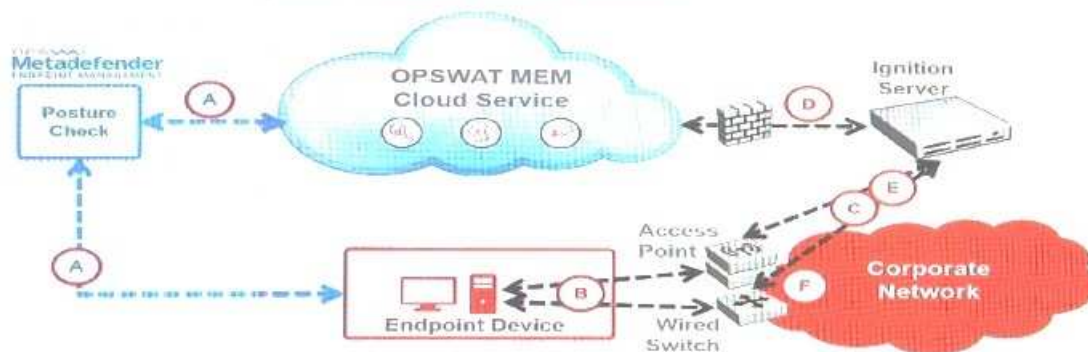 OPSWAT
Metadefender
ENDPOINT MANAGEMENT
Posture
Check
A
OPSWAT MEM
Cloud Service
D
Ignition
Server
E
C
Access
Point
A
B
F
Corporate
Network
Endpoint Device
Wired
Switch